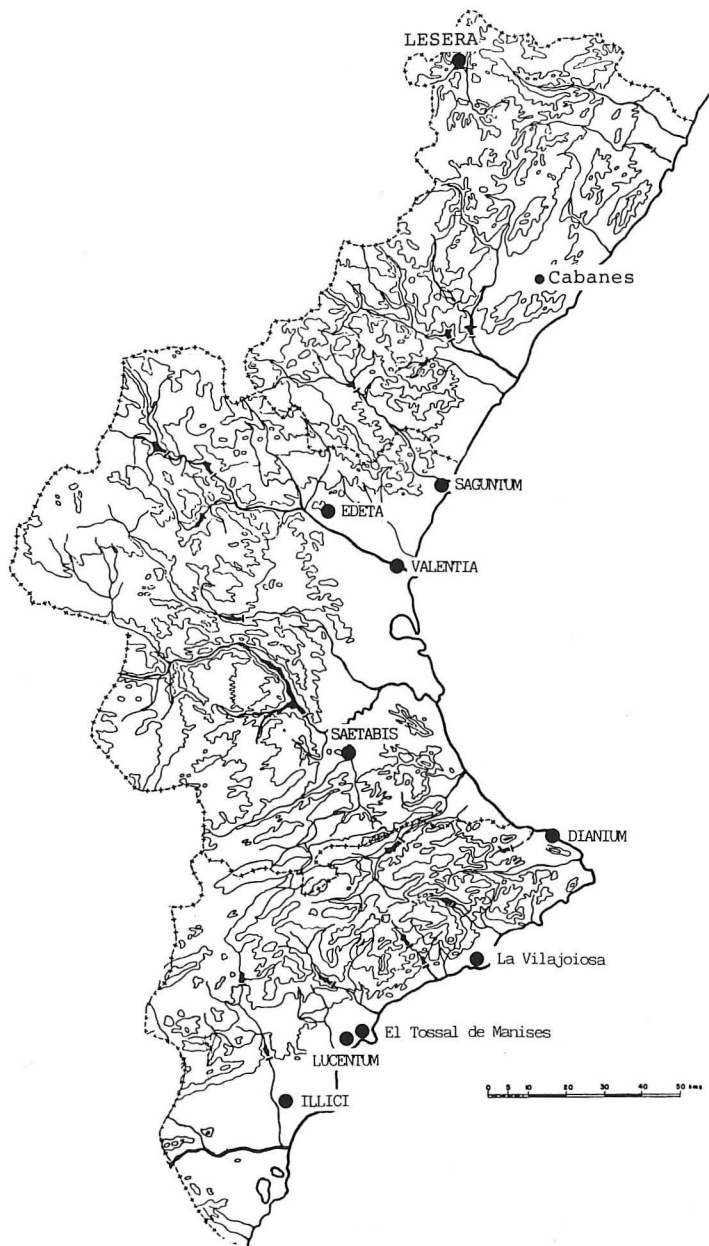 LESERA
Cabanes
SAGUNTUM
EDETA
VALENTIA
SAETABIS
DIANIUM
La Vilajoiosa
El Tossal de Manises
LUCENTUM
ILLICI
0 5 10 20 30 40 50 kms